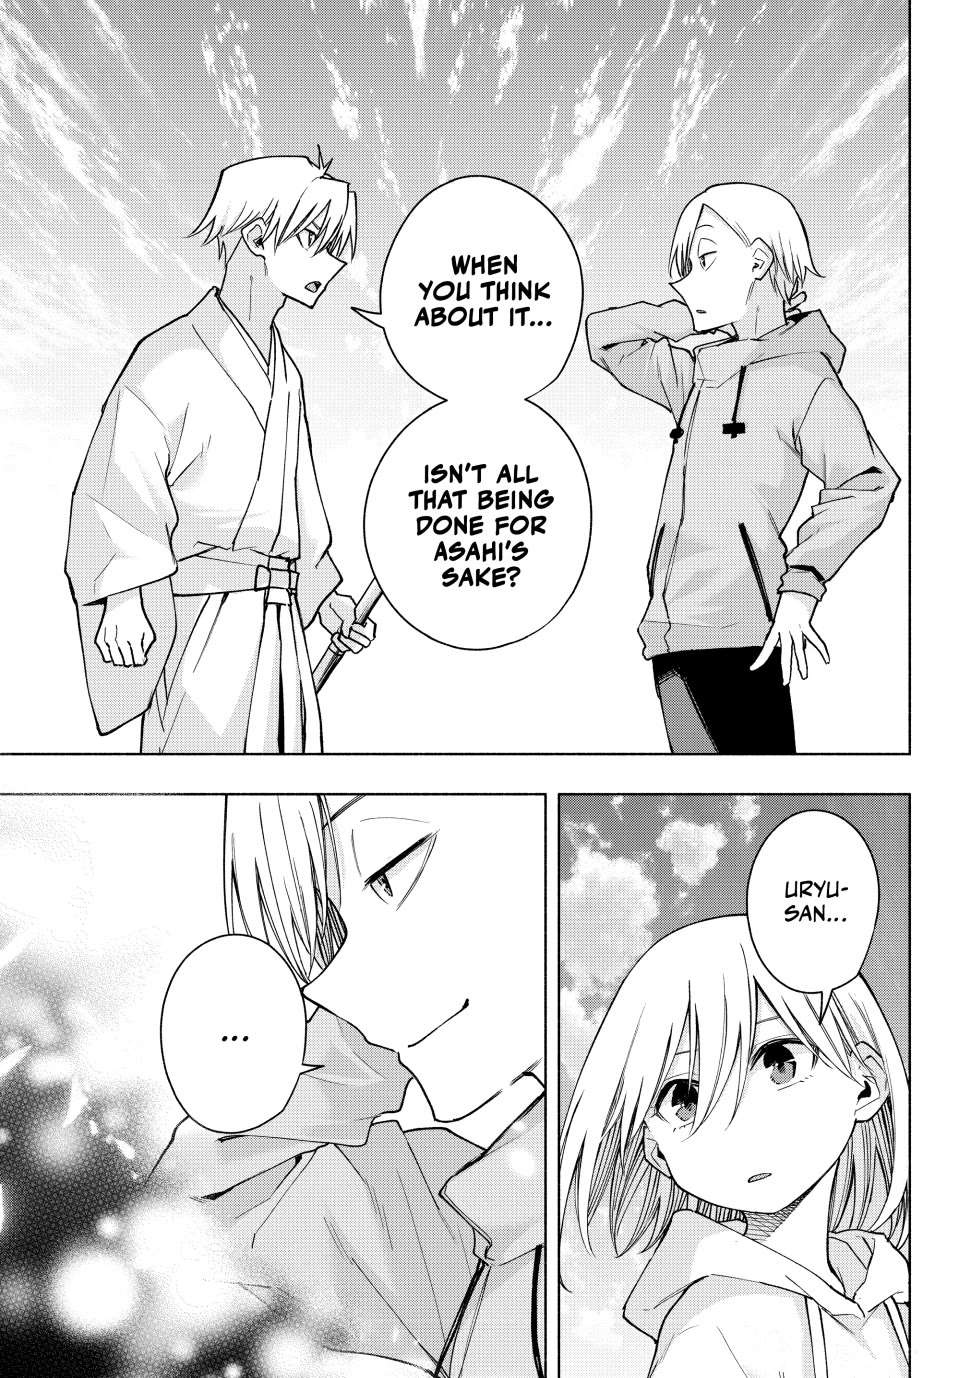 WHEN
YOU THINK
ABOUT IT...
ISN'T ALL
THAT BEING
DONE FOR
ASAHI'S
SAKE?
URYU-
SAN...
...